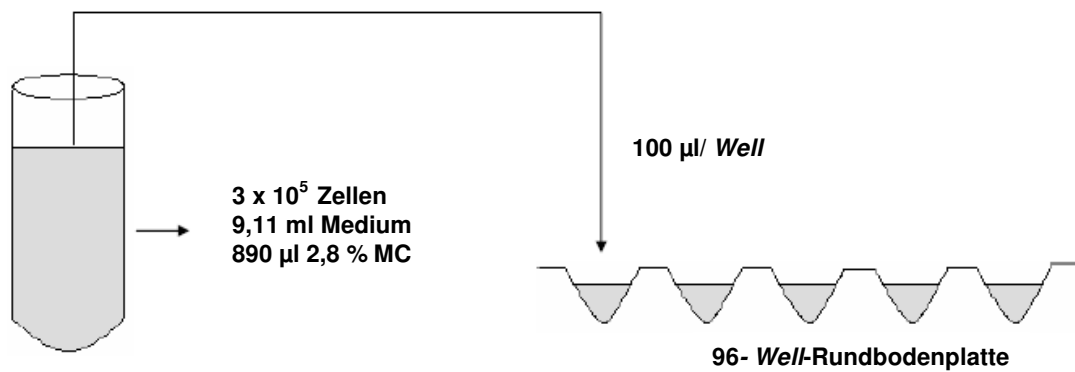 100 µl/ Well
3 x 10⁵ Zellen
9,11 ml Medium
890 µl 2,8 % MC
96- Well-Rundbodenplatte